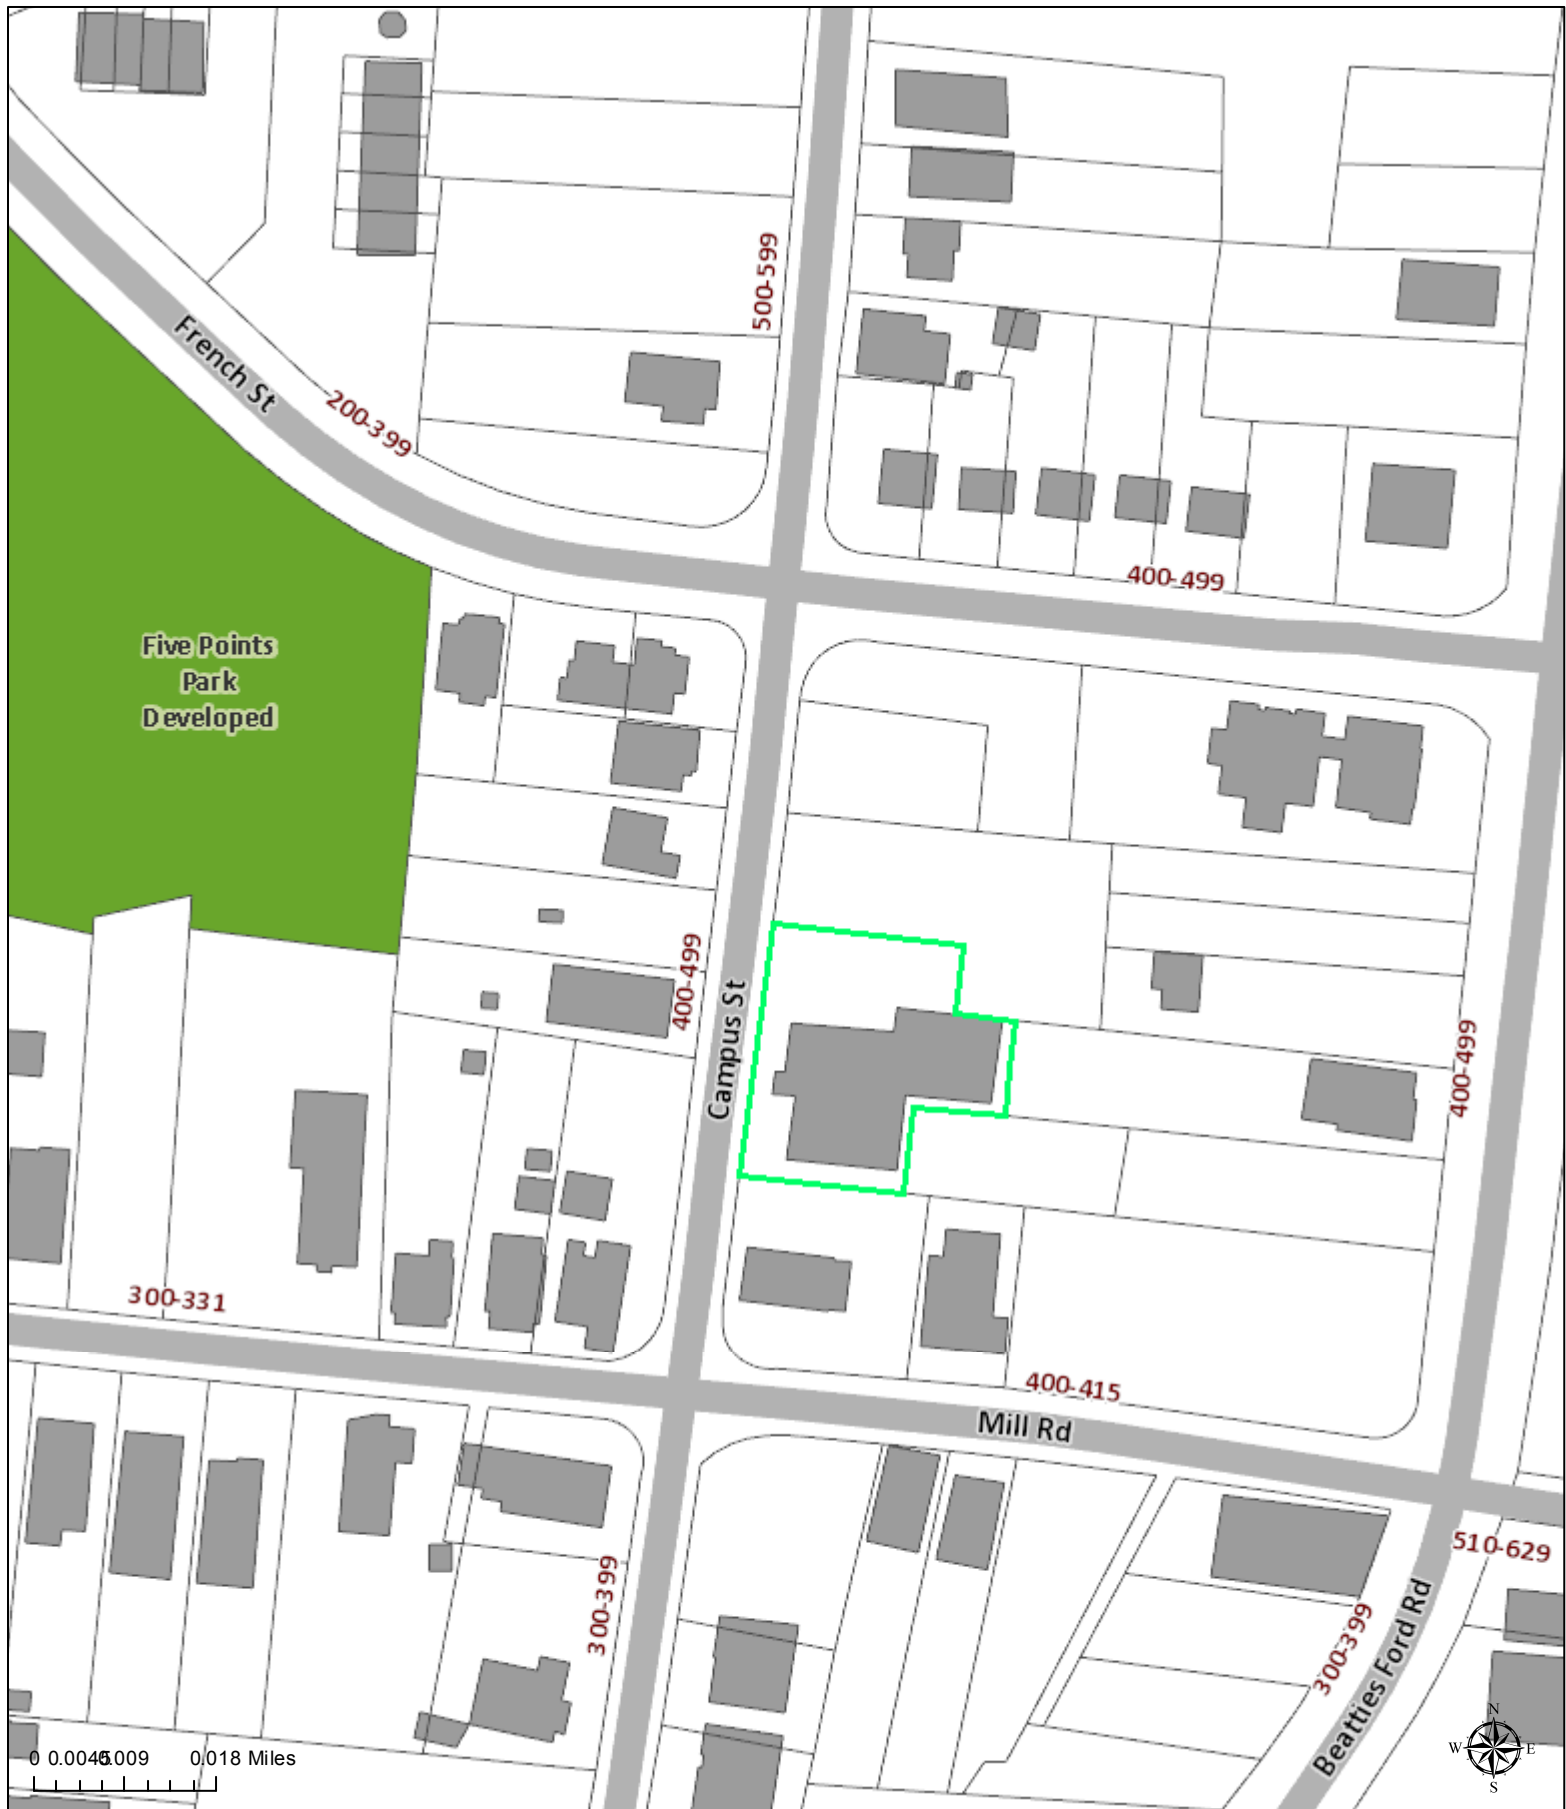 500-599
French St
200-399
400-499
Five Points
Park
Developed
400-499
Campus St
400-499
300-331
400-415
Mill Rd
510-629
300-399
300-399
Beatties Ford Rd
N
W E
S
0 0.0045 0.009 0.018 Miles